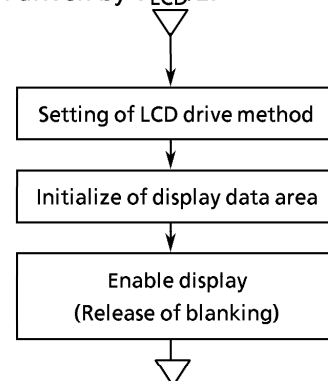 Setting of LCD drive method
Initialize of display data area
Enable display
(Release of blanking)